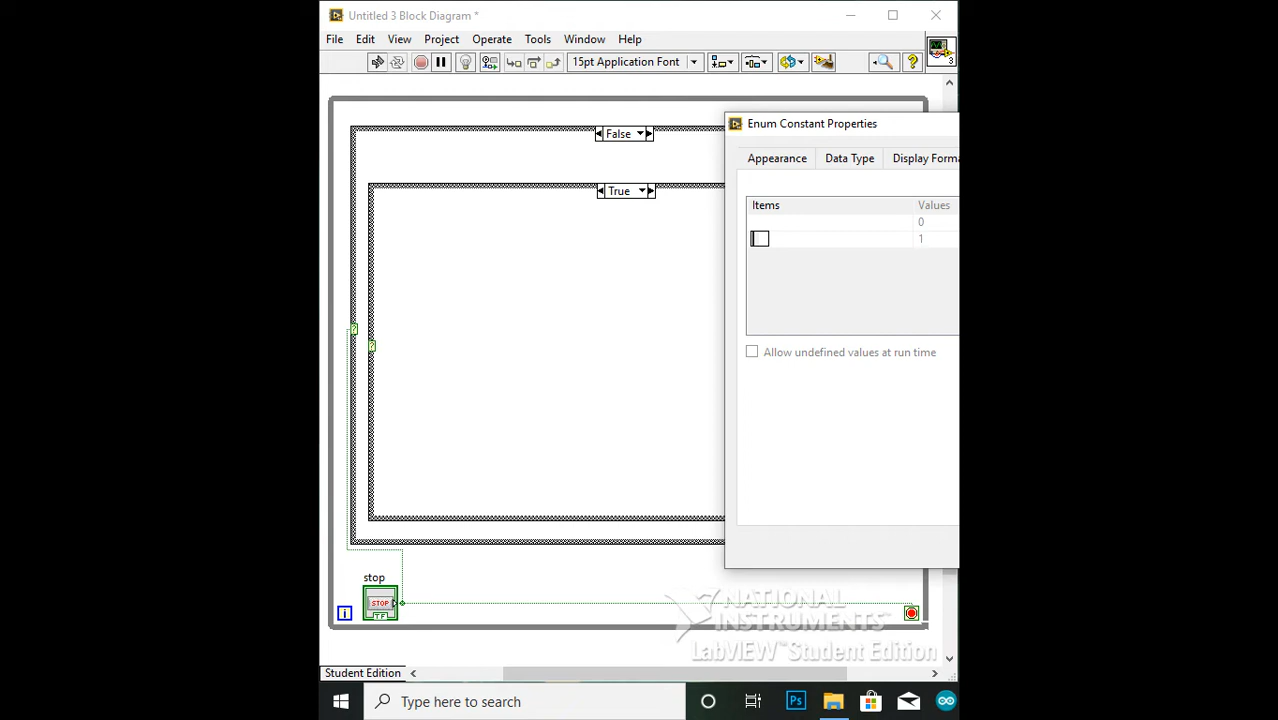 Untitled 3 Block Diagram *
File Edit View Project Operate Tools Window Help
15pt Application Font
3
False
Enum Constant Properties
Appearance Data Type Display Forma
True
Items Values
0
1
?
?
Allow undefined values at run time
stop
STOP
TF
i
NATIONAL
INSTRUMENTS
LabVIEW Student Edition
Student Edition
Type here to search
Ps